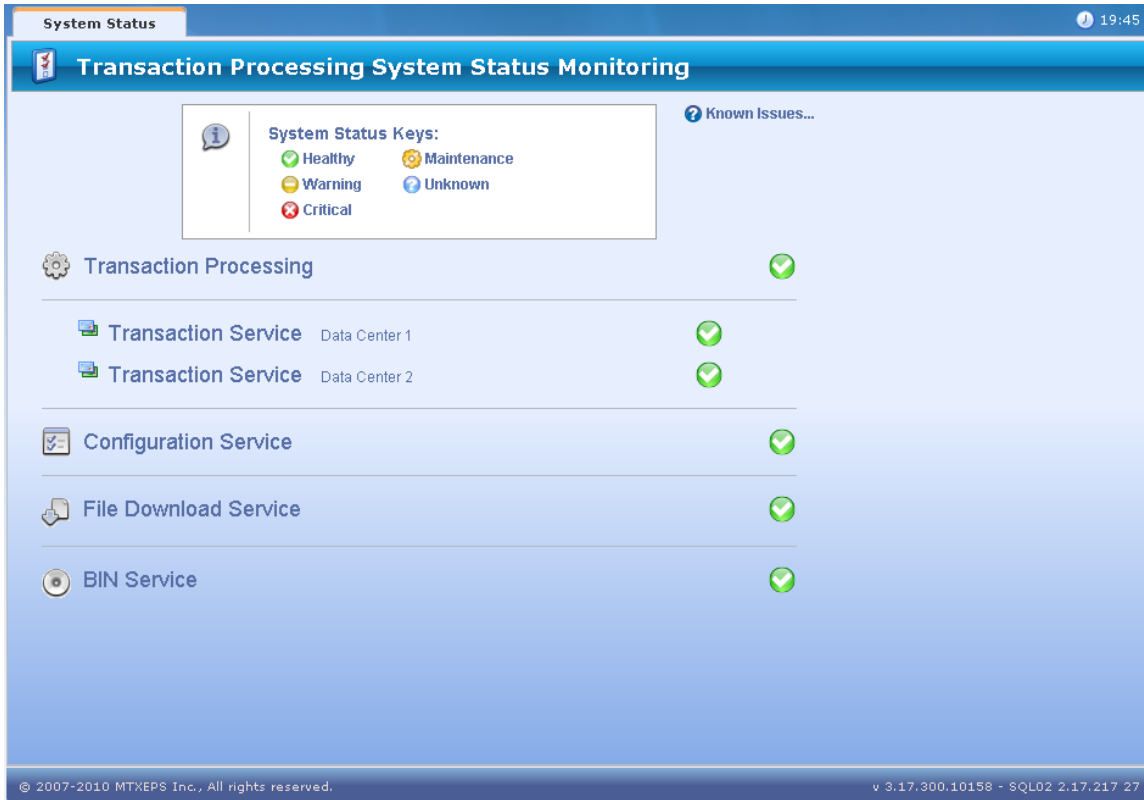 System Status
19:45
Transaction Processing System Status Monitoring
Known Issues...
System Status Keys:
Healthy Maintenance
Warning Unknown
Critical
Transaction Processing
Transaction Service Data Center 1
Transaction Service Data Center 2
Configuration Service
File Download Service
BIN Service
© 2007-2010 MTXEPS Inc., All rights reserved.
v 3.17.300.10158 - SQL02 2.17.217 27